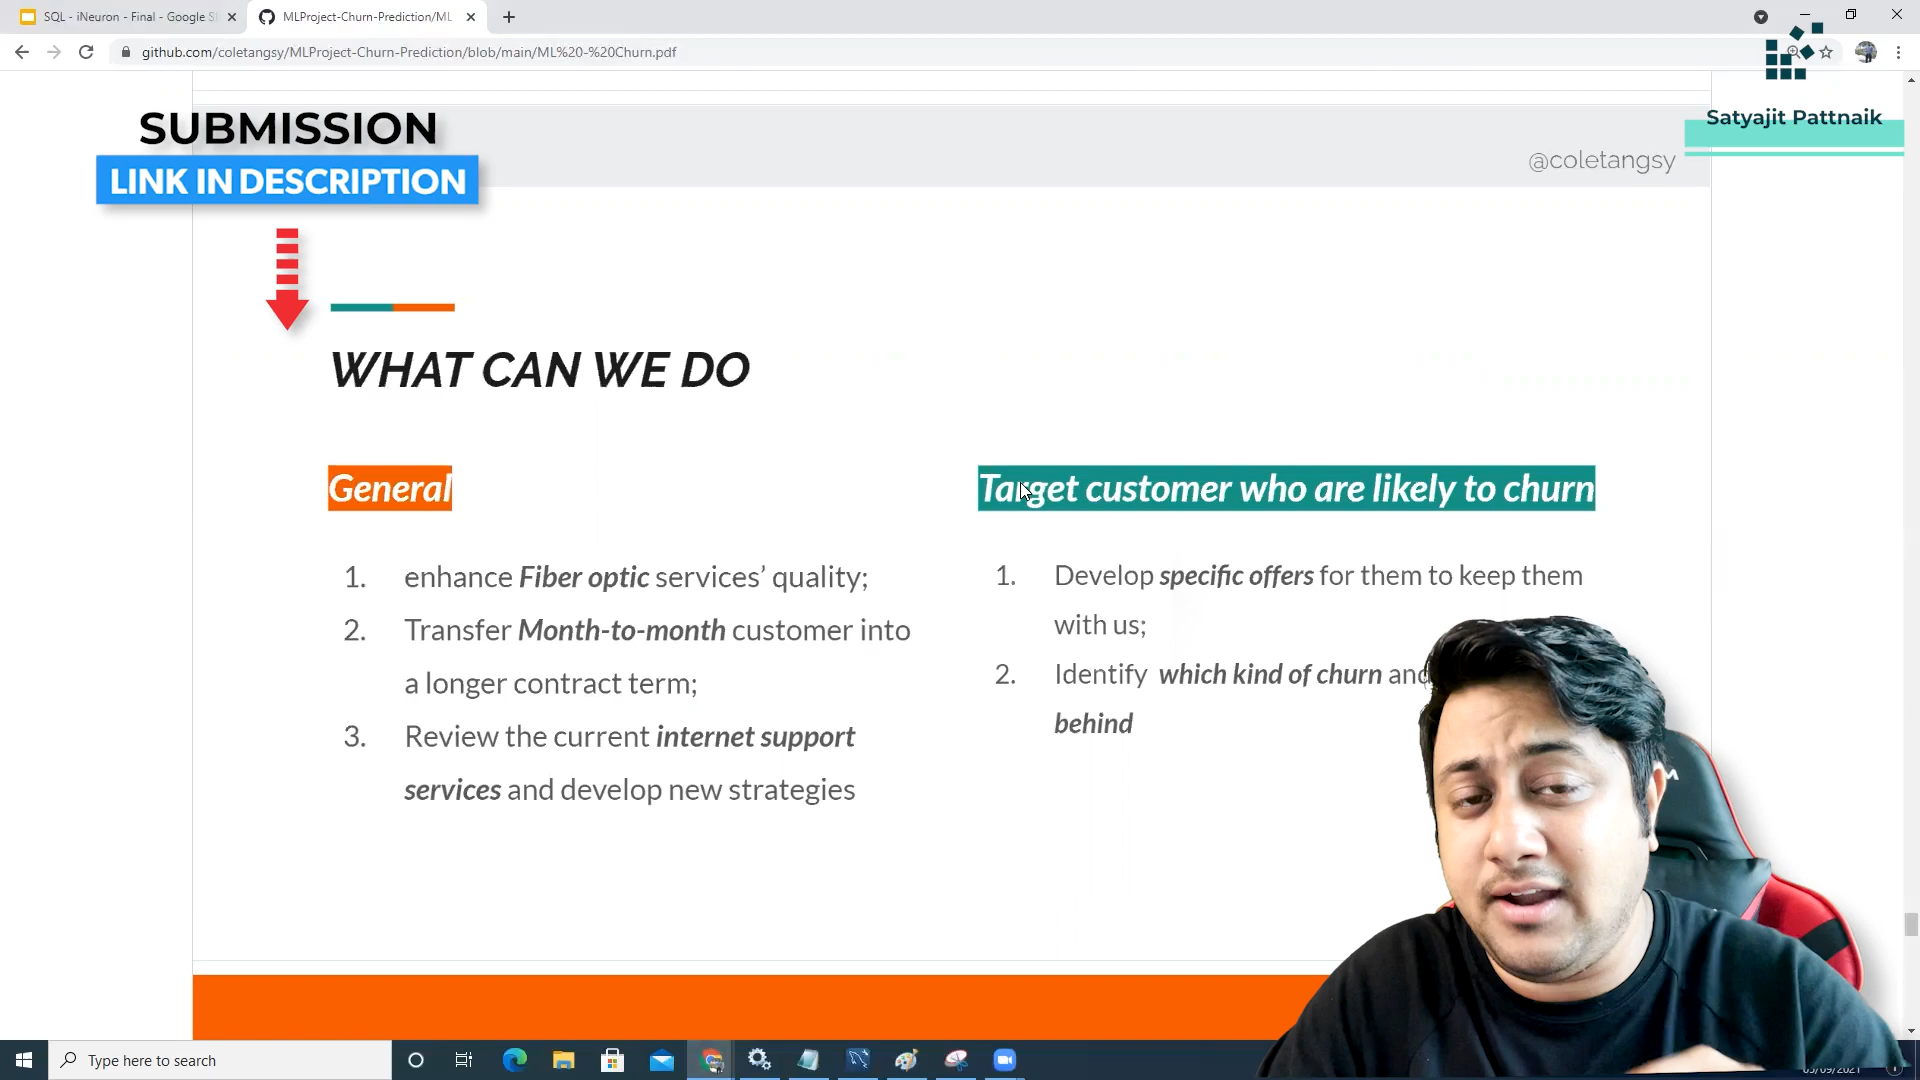 SQL - iNeuron - Final - Google Sl
MLProject-Churn-Prediction/ML
github.com/coletangsy/MLProject-Churn-Prediction/blob/main/ML%20-%20Churn.pdf
SUBMISSION
LINK IN DESCRIPTION
Satyajit Pattnaik
@coletangsy
WHAT CAN WE DO
General
1. enhance Fiber optic services’ quality;
2. Transfer Month-to-month customer into
a longer contract term;
3. Review the current internet support
services and develop new strategies
Target customer who are likely to churn
1. Develop specific offers for them to keep them
with us;
2. Identify which kind of churn and
behind
Type here to search